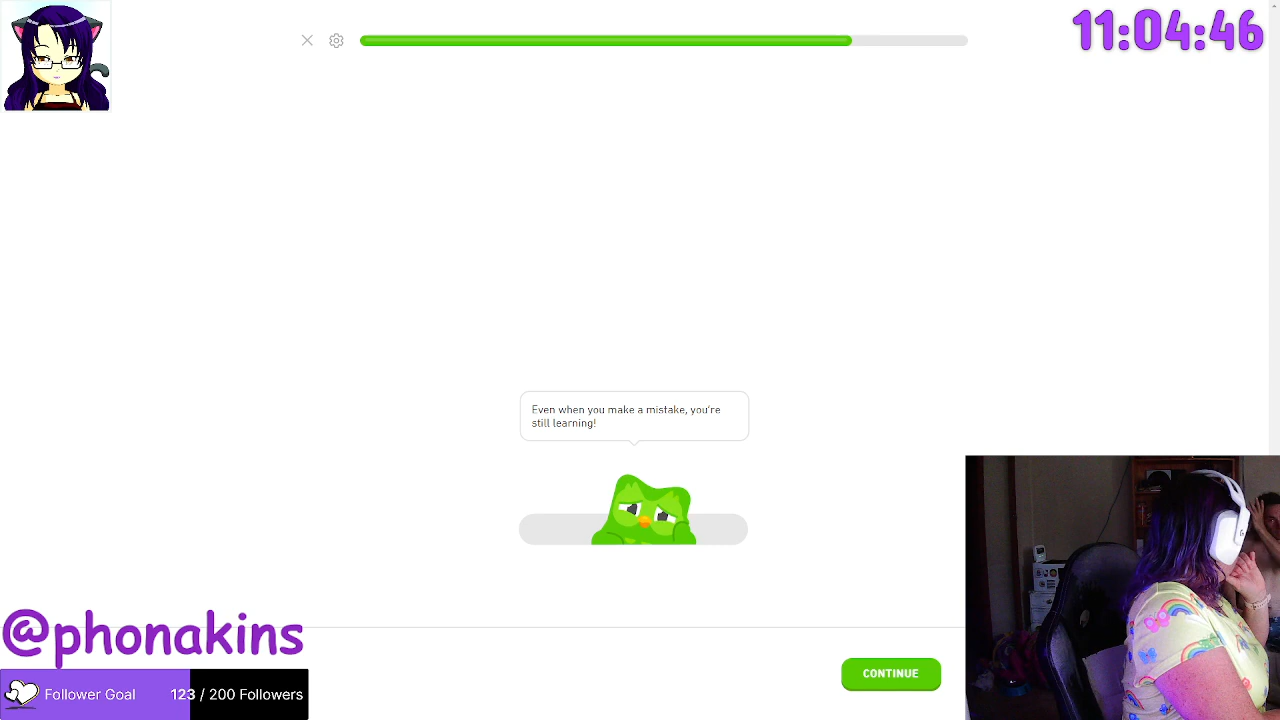 11:04:46
Even when you make a mistake, you're
still learning!
@phonakins
Follower Goal 123 / 200 Followers
CONTINUE